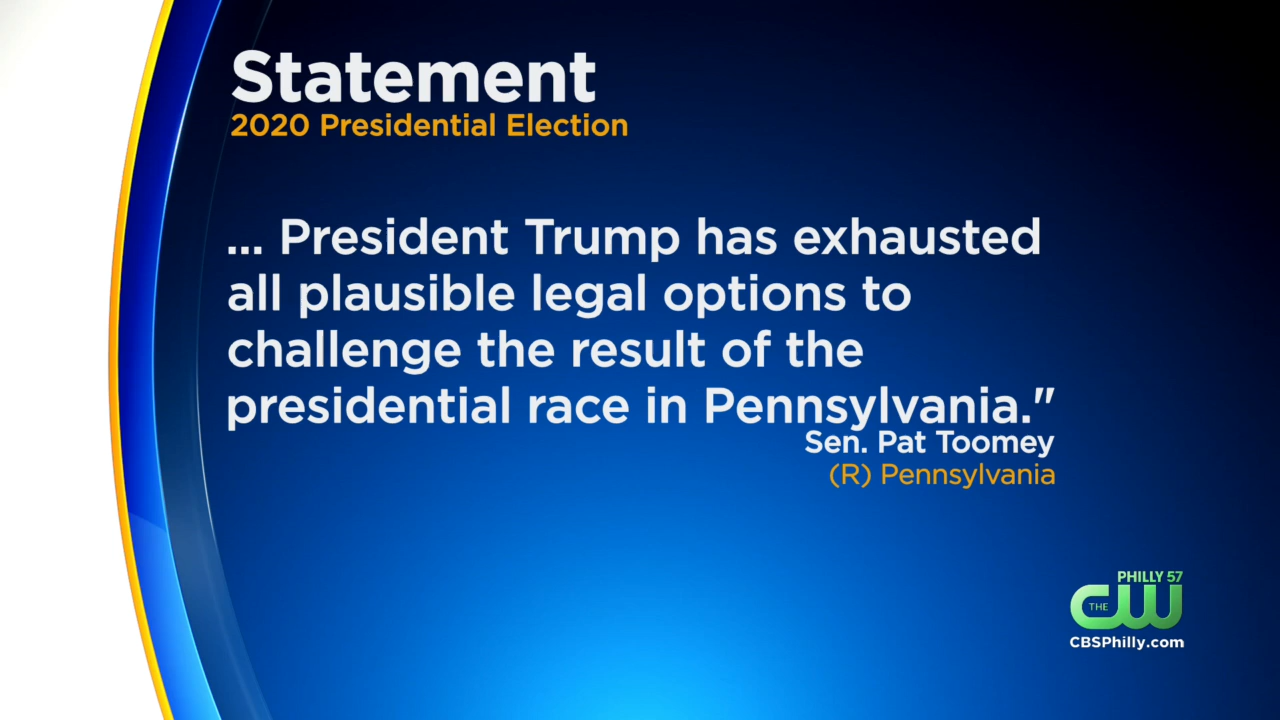 Statement
2020 Presidential Election
... President Trump has exhausted
all plausible legal options to
challenge the result of the
presidential race in Pennsylvania."
Sen. Pat Toomey
(R) Pennsylvania
PHILLY 57
THE CW
CBSPhilly.com